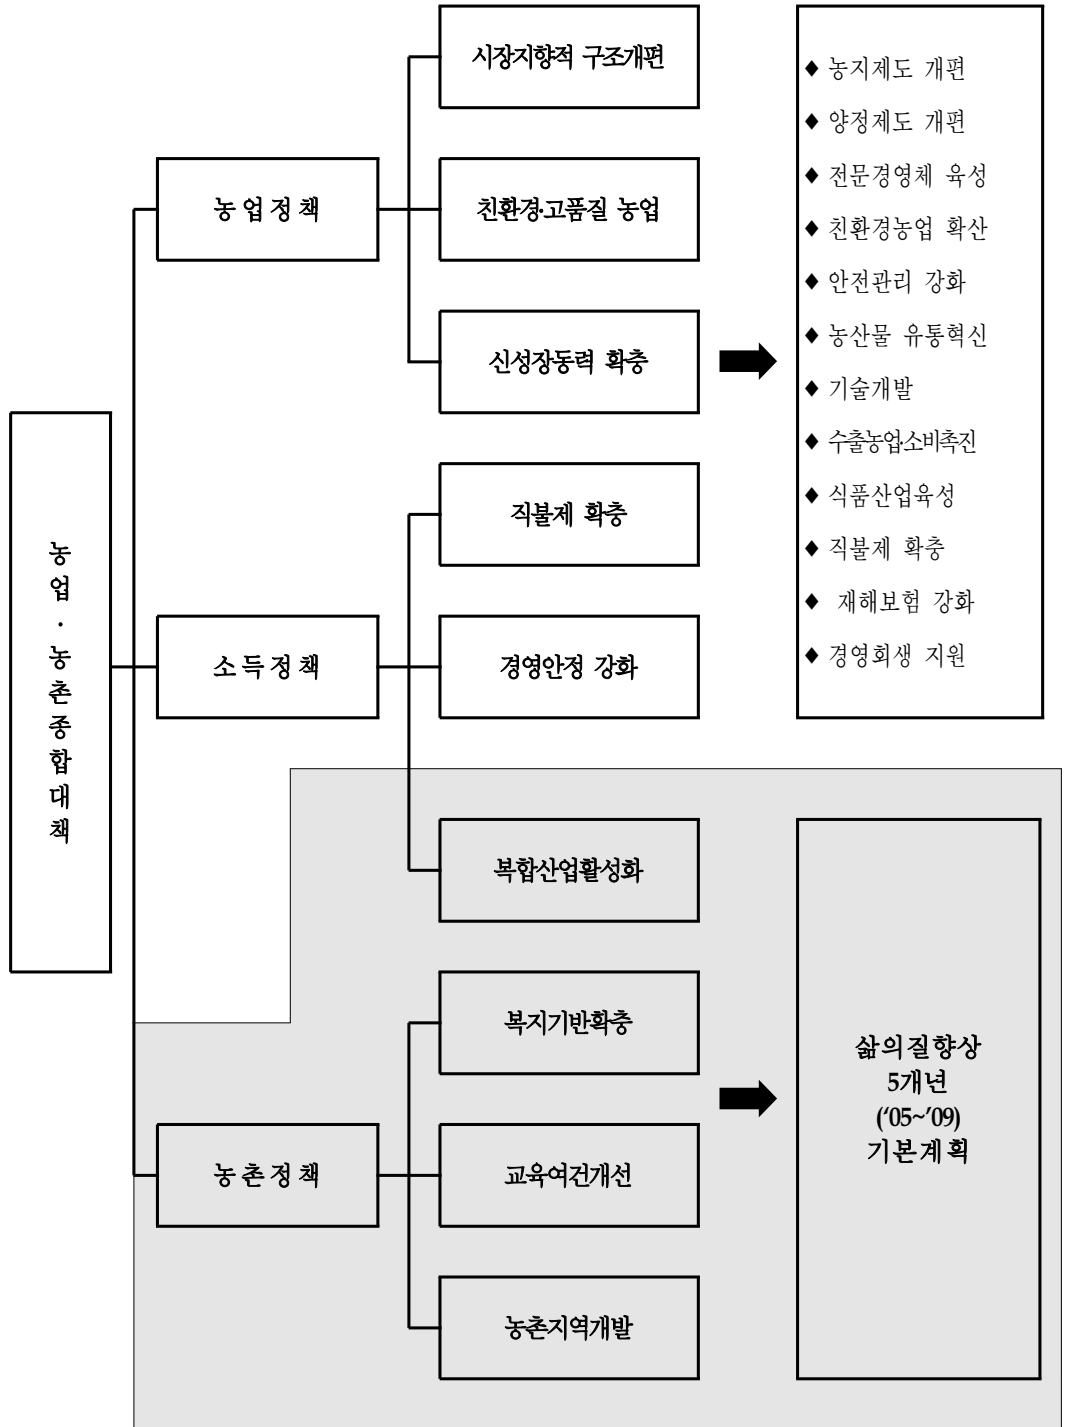 농업·농촌종합대책
농업정책
시장지향적 구조개편
친환경·고품질 농업
신성장동력 확충
◆ 농지제도 개편
◆ 양정제도 개편
◆ 전문경영체 육성
◆ 친환경농업 확산
◆ 안전관리 강화
◆ 농산물 유통혁신
◆ 기술개발
◆ 수출농업·소비촉진
◆ 식품산업육성
◆ 직불제 확충
◆ 재해보험 강화
◆ 경영회생 지원
소득정책
직불제 확충
경영안정 강화
복합산업활성화
농촌정책
복지기반확충
교육여건개선
농촌지역개발
삶의질향상
5개년
(‘05~’09)
기본계획